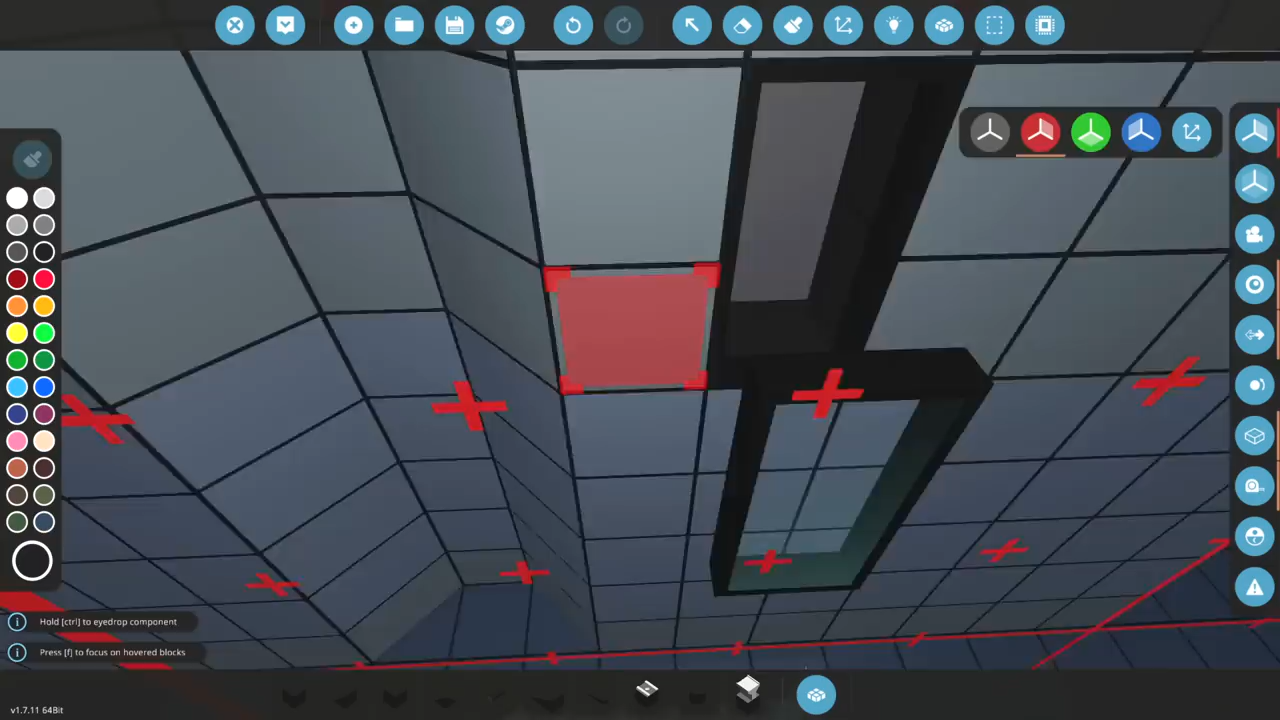 Hold [ctrl] to eyedrop component
Press [f] to focus on hovered blocks
v1.7.11 64Bit